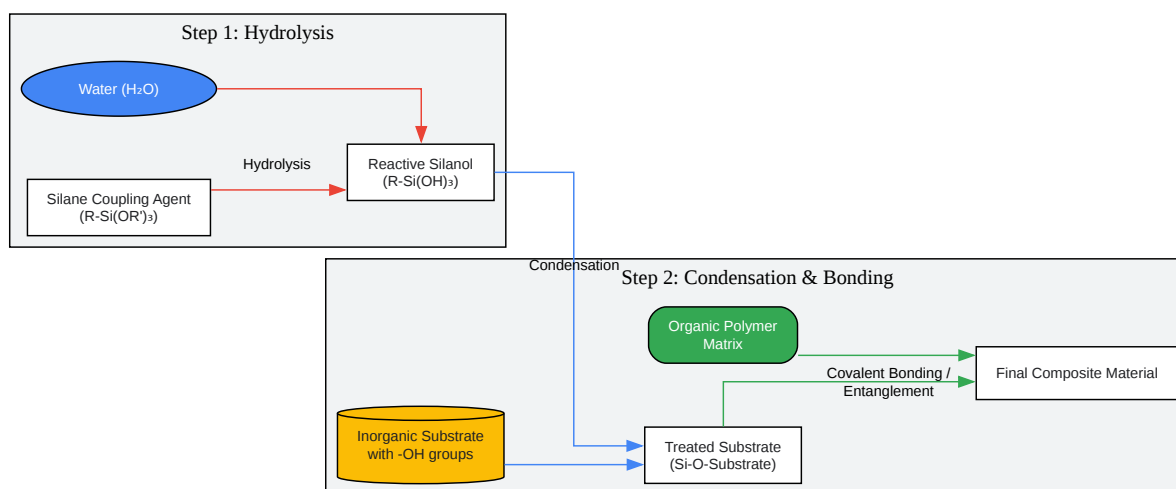 Step 1: Hydrolysis
Water (H₂O)
Hydrolysis
Reactive Silanol
(R-Si(OH)₃)
Silane Coupling Agent
(R-Si(OR')₃)
Condensation
Step 2: Condensation & Bonding
Organic Polymer
Matrix
Covalent Bonding /
Entanglement
Final Composite Material
Inorganic Substrate
with -OH groups
Treated Substrate
(Si-O-Substrate)